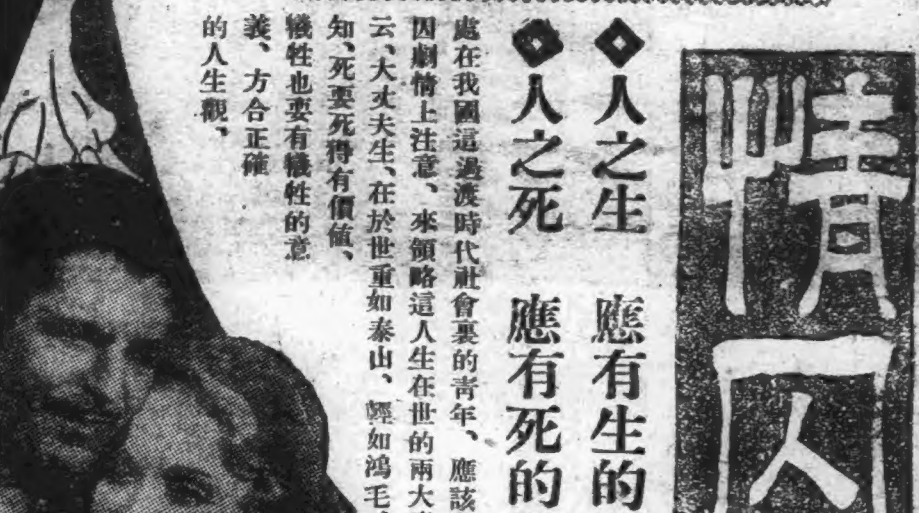 情囚
◆人之生 應有生的
◆人之死 應有死的
處在我國這過渡時代社會裏的靑年、應該
因劇情上注意、來領略這人生在世的兩大
云、大丈夫生、在於世重如泰山、輕如鴻毛、
知、死要死得有價値、
犧牲也要有犧牲的意
義、方合正確
的人生觀、